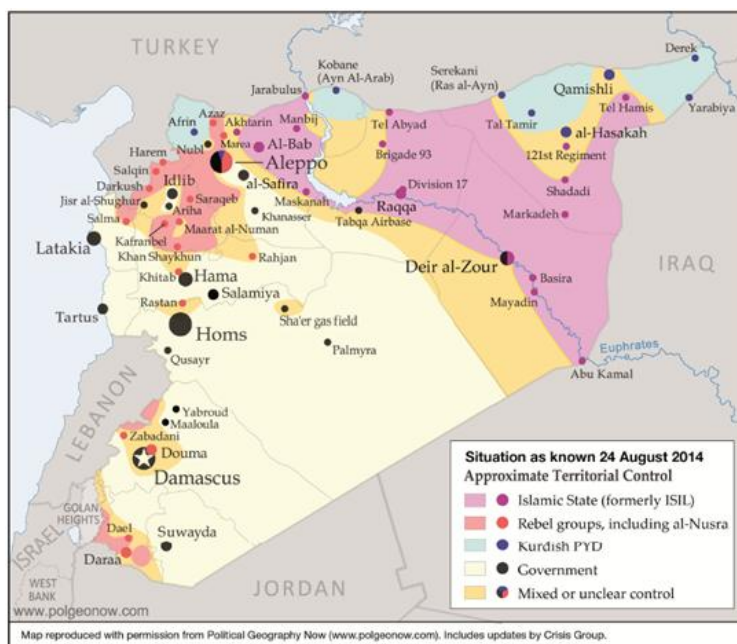 TURKEY
Derek
Kobane
(Ayn Al-Arab)
Serekani
(Ras al-Ayn)
Qamishli
Jarabulus
Azaz
Akhtarin
Manbij
Tel Abyad
Tal Tamir
Tel Hamis
Yarabiya
Afrin
Nubl
Marea
Al-Bab
al-Hasakah
Aleppo
Brigade 93
121st Regiment
Harem
Salqin
Darkush
Idlib
al-Safira
Maskanah
Division 17
Raqqa
Shadadi
Jisr al-Shughur
Ariha
Saraqeb
Khanasser
Tabqa Airbase
Markadeh
Salma
Maarat al-Numan
Kafranbel
Latakia
Khan Shaykhun
Rahjan
Deir al-Zour
IRAQ
Khitab
Hama
Basira
Salamiya
Mayadin
Rastan
Tartus
Sha'er gas field
Homs
Palmyra
Euphrates
Qusayr
Abu Kamal
LEBANON
Yabroud
Maaloula
Zabadani
Douma
Damascus
GOLAN
HEIGHTS
ISRAEL
Dael
Suwayda
Daraa
WEST
BANK
JORDAN
www.polgeonow.com
Situation as known 24 August 2014
Approximate Territorial Control
Islamic State (formerly ISIL)
Rebel groups, including al-Nusra
Kurdish PYD
Government
Mixed or unclear control
Map reproduced with permission from Political Geography Now (www.polgeonow.com). Includes updates by Crisis Group.